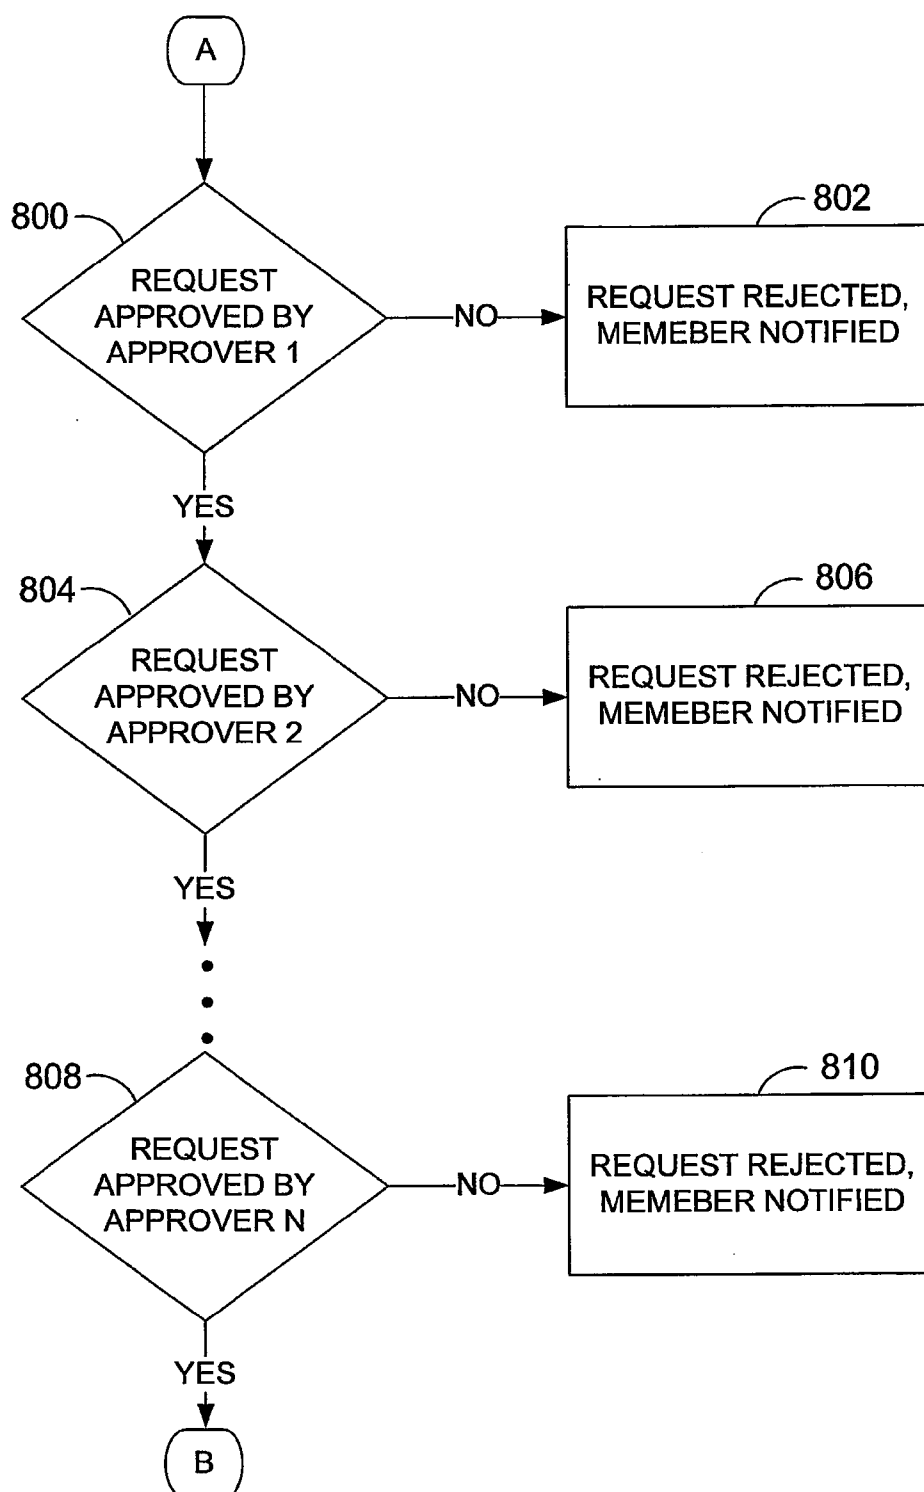 A
800
REQUEST
APPROVED BY
APPROVER 1
NO
802
REQUEST REJECTED,
MEMEBER NOTIFIED
YES
804
REQUEST
APPROVED BY
APPROVER 2
NO
806
REQUEST REJECTED,
MEMEBER NOTIFIED
YES
808
REQUEST
APPROVED BY
APPROVER N
NO
810
REQUEST REJECTED,
MEMEBER NOTIFIED
YES
B